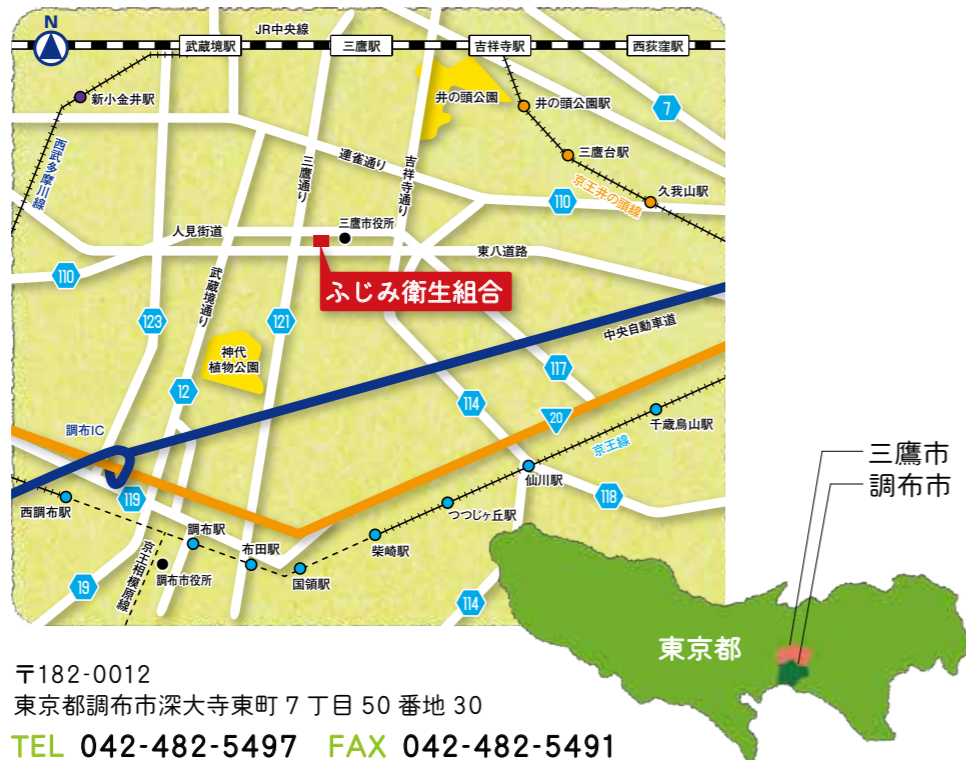 N
JR中央線
武蔵境駅
三鷹駅
吉祥寺駅
西荻窪駅
新小金井駅
井の頭公園
井の頭公園駅
7
西武多摩川線
三鷹通り
連雀通り
吉祥寺通り
三鷹台駅
京王井の頭線
久我山駅
110
人見街道
三鷹市役所
東八道路
110
武蔵境通り
ふじみ衛生組合
123
121
中央自動車道
神代
植物公園
12
117
114
20
調布IC
千歳烏山駅
京王線
119
仙川駅
118
西調布駅
つつじヶ丘駅
調布駅
柴崎駅
布田駅
国領駅
京王相模原線
調布市役所
19
114
三鷹市
調布市
東京都
〒182-0012
東京都調布市深大寺東町 7 丁目 50 番地 30
TEL 042-482-5497 FAX 042-482-5491